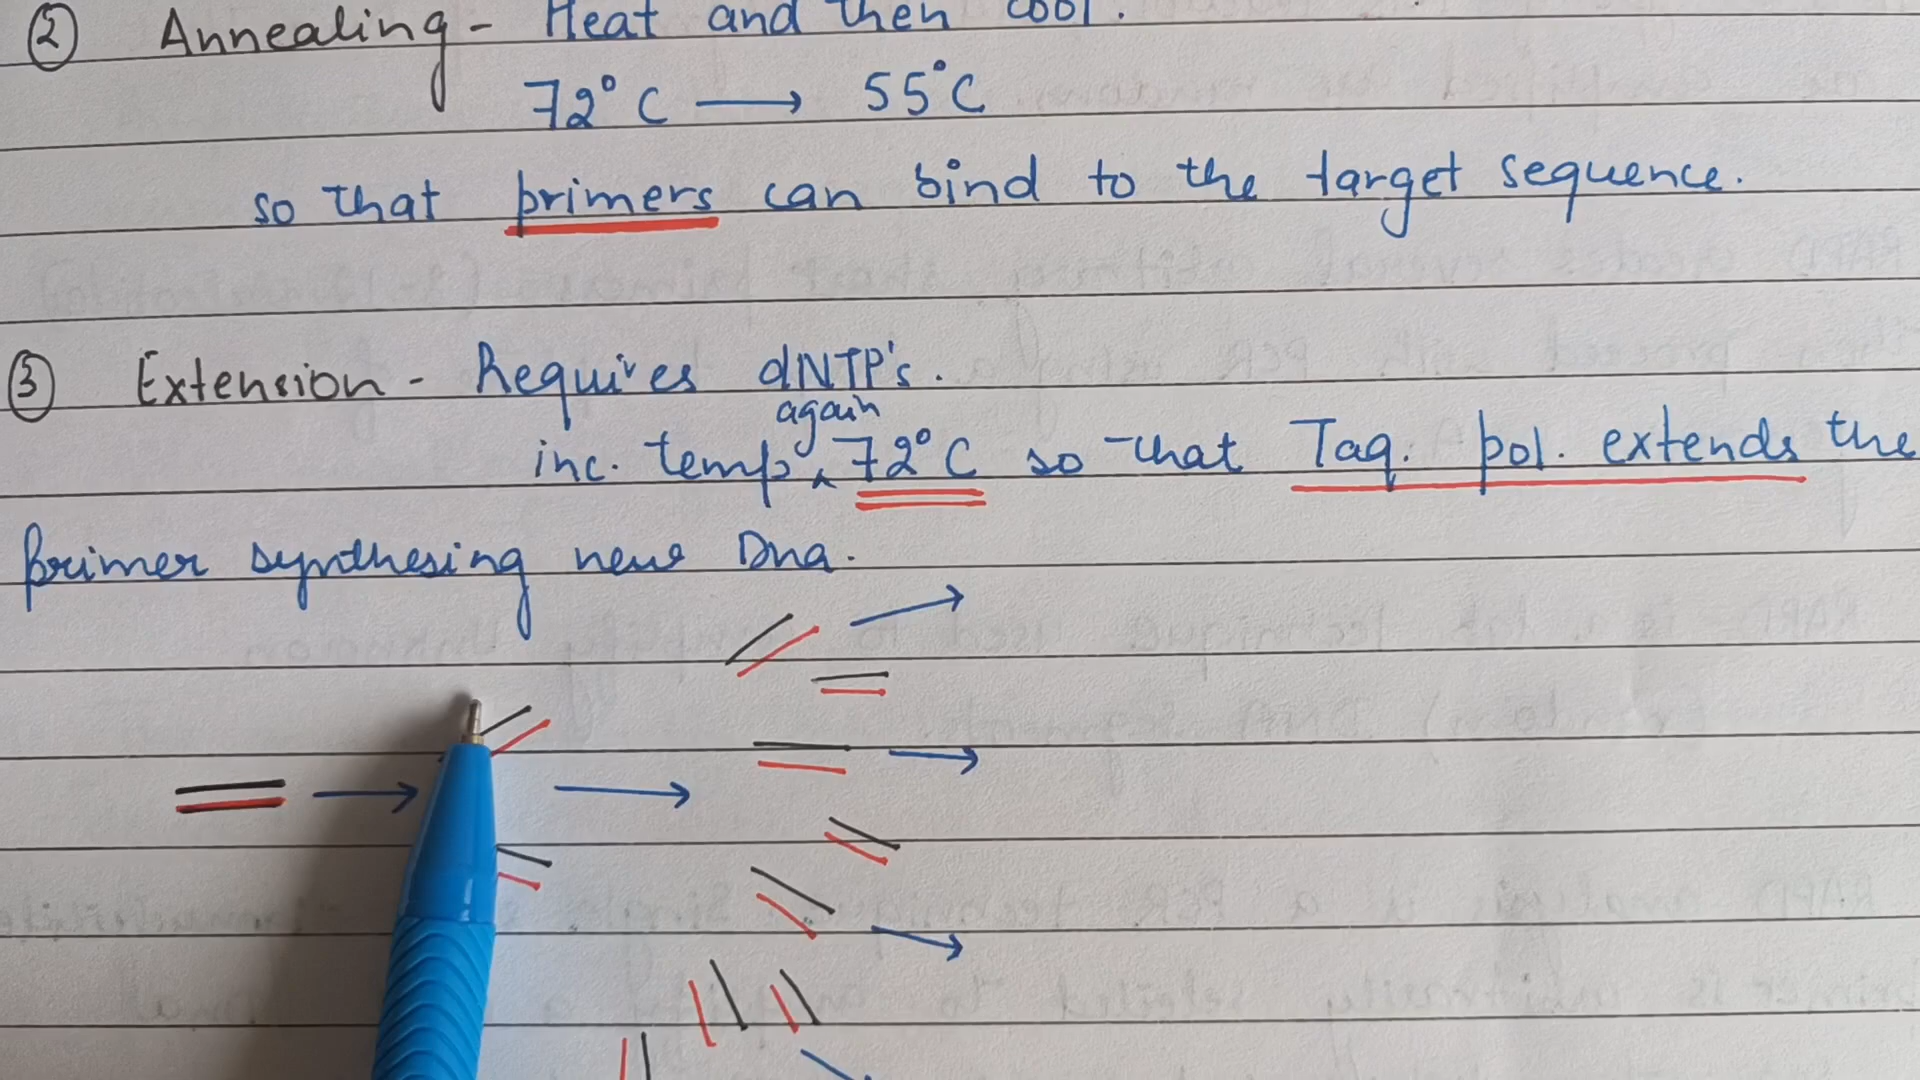 ② Annealing - Heat and then cool.
72°C → 55°C
so that primers can bind to the target sequence.
③ Extension - Requires dNTP's.
again
inc. temp ‸ 72°C so that Taq. pol. extends the
primer synthesing new Dna.